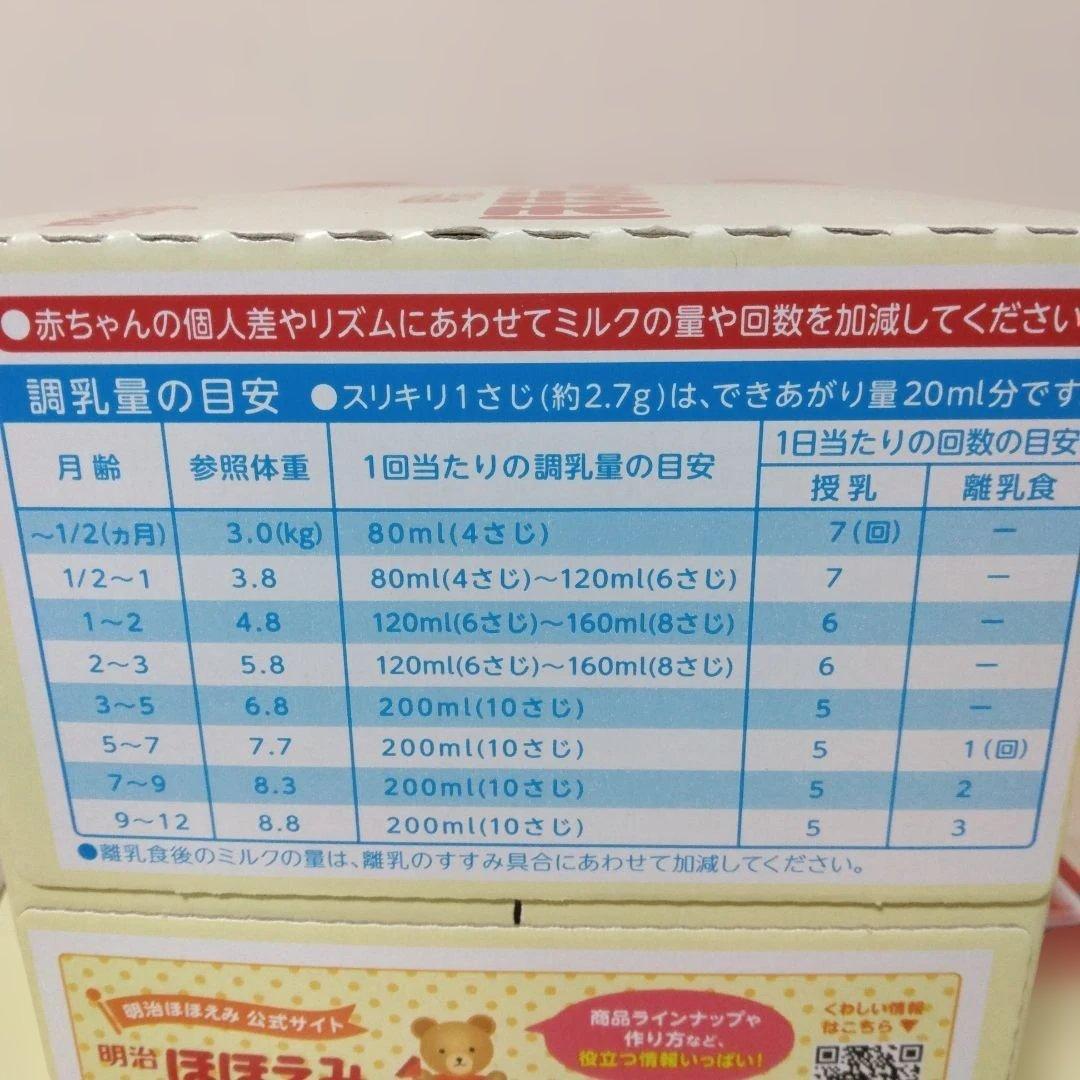 ●赤ちゃんの個人差やリズムにあわせてミルクの量や回数を加減してください
調乳量の目安 ●スリキリ1さじ(約2.7g)は、できあがり量20ml分です
月齢 参照体重 1回当たりの調乳量の目安 1日当たりの回数の目安
授乳 離乳食
～1/2(ヵ月) 3.0(kg) 80ml(4さじ) 7(回) ー
1/2～1 3.8 80ml(4さじ)～120ml(6さじ) 7 ー
1～2 4.8 120ml(6さじ)～160ml(8さじ) 6 ー
2～3 5.8 120ml(6さじ)～160ml(8さじ) 6 ー
3～5 6.8 200ml(10さじ) 5 ー
5～7 7.7 200ml(10さじ) 5 1(回)
7～9 8.3 200ml(10さじ) 5 2
9～12 8.8 200ml(10さじ) 5 3
●離乳食後のミルクの量は、離乳のすすみ具合にあわせて加減してください。
明治ほほえみ 公式サイト
明治 ほほえみ
商品ラインナップや
作り方など、
役立つ情報いっぱい!
くわしい情報
はこちら▼